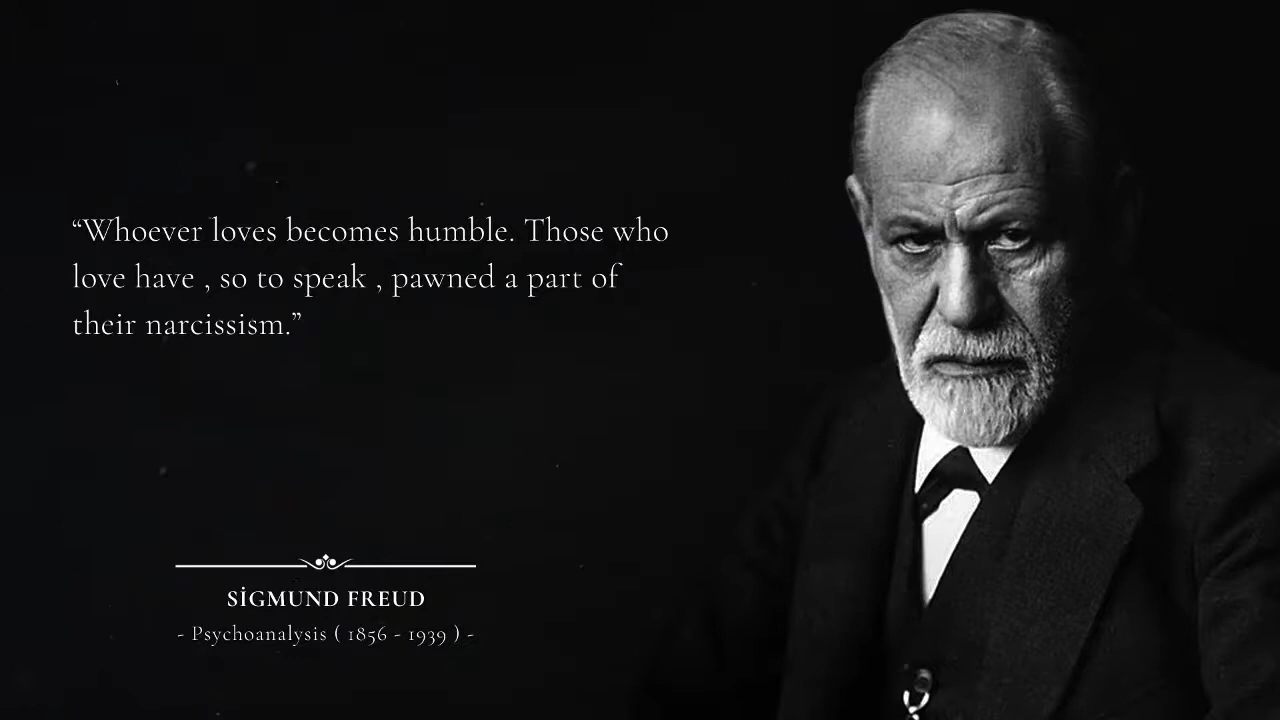 “Whoever loves becomes humble. Those who
love have , so to speak , pawned a part of
their narcissism.”
SİGMUND FREUD
- Psychoanalysis ( 1856 - 1939 ) -